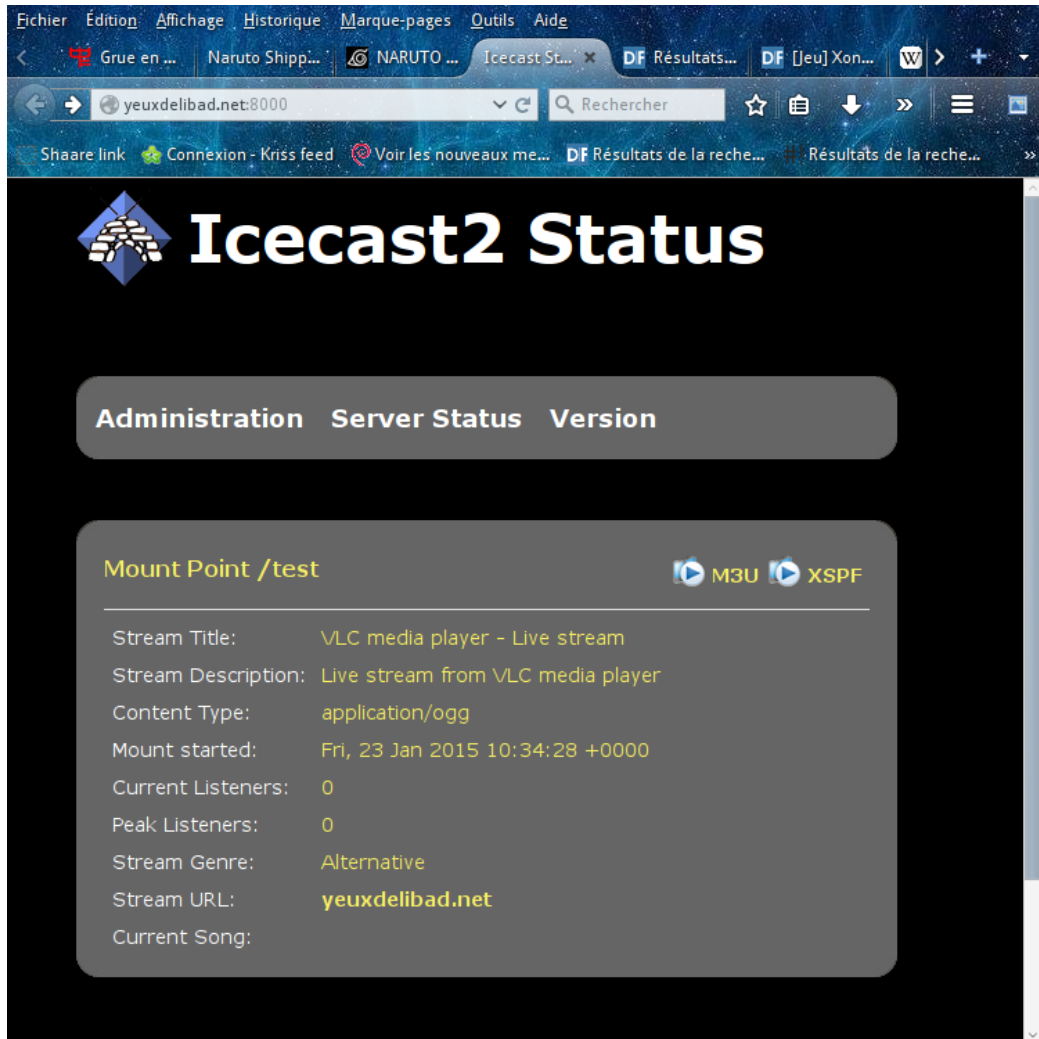 Fichier Édition Affichage Historique Marque-pages Outils Aide
Grue en ... Naruto Shipp... NARUTO ... Icecast St... × DF Résultats... DF [Jeu] Xon... W
yeuxdelibad.net:8000 Rechercher
Shaare link Connexion - Kriss feed Voir les nouveaux me... DF Résultats de la reche... #! Résultats de la reche... »
Icecast2 Status
Administration Server Status Version
Mount Point /test M3U XSPF
Stream Title: VLC media player - Live stream
Stream Description: Live stream from VLC media player
Content Type: application/ogg
Mount started: Fri, 23 Jan 2015 10:34:28 +0000
Current Listeners: 0
Peak Listeners: 0
Stream Genre: Alternative
Stream URL: yeuxdelibad.net
Current Song: